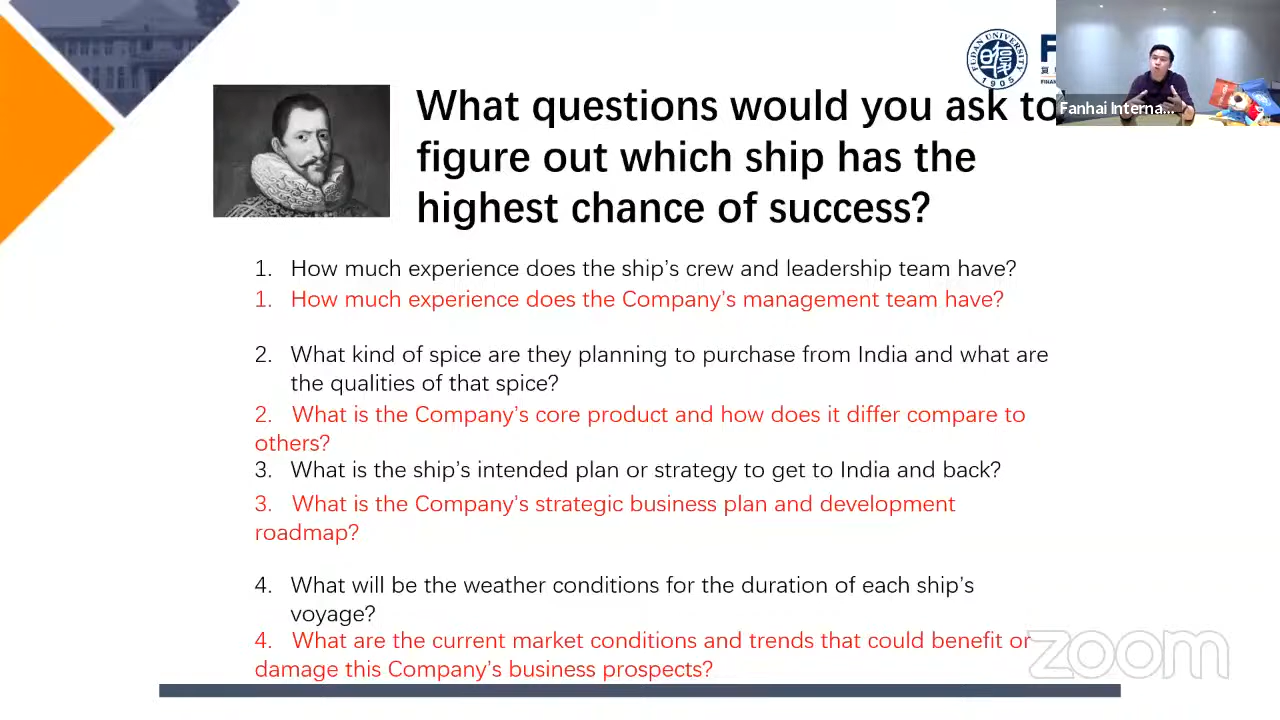 FUDAN UNIVERSITY
1905
What questions would you ask to
figure out which ship has the
highest chance of success?
Fanhai Interna...
1. How much experience does the ship's crew and leadership team have?
1. How much experience does the Company's management team have?
2. What kind of spice are they planning to purchase from India and what are
the qualities of that spice?
2. What is the Company's core product and how does it differ compare to
others?
3. What is the ship's intended plan or strategy to get to India and back?
3. What is the Company's strategic business plan and development
roadmap?
4. What will be the weather conditions for the duration of each ship's
voyage?
4. What are the current market conditions and trends that could benefit or
damage this Company's business prospects?
zoom